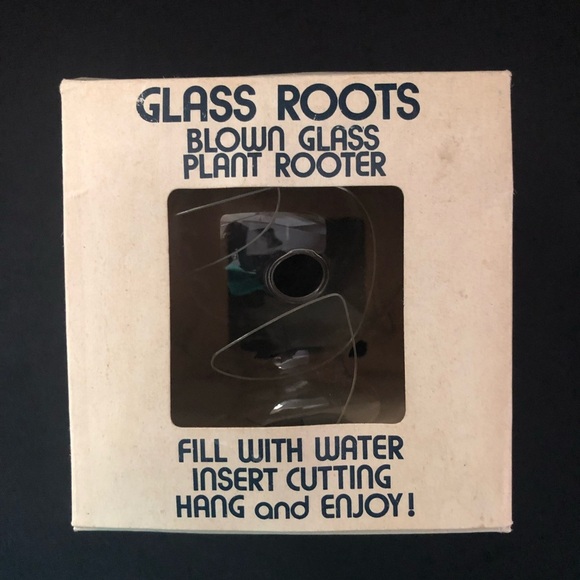 GLASS ROOTS
BLOWN GLASS
PLANT ROOTER
FILL WITH WATER
INSERT CUTTING
HANG and ENJOY!